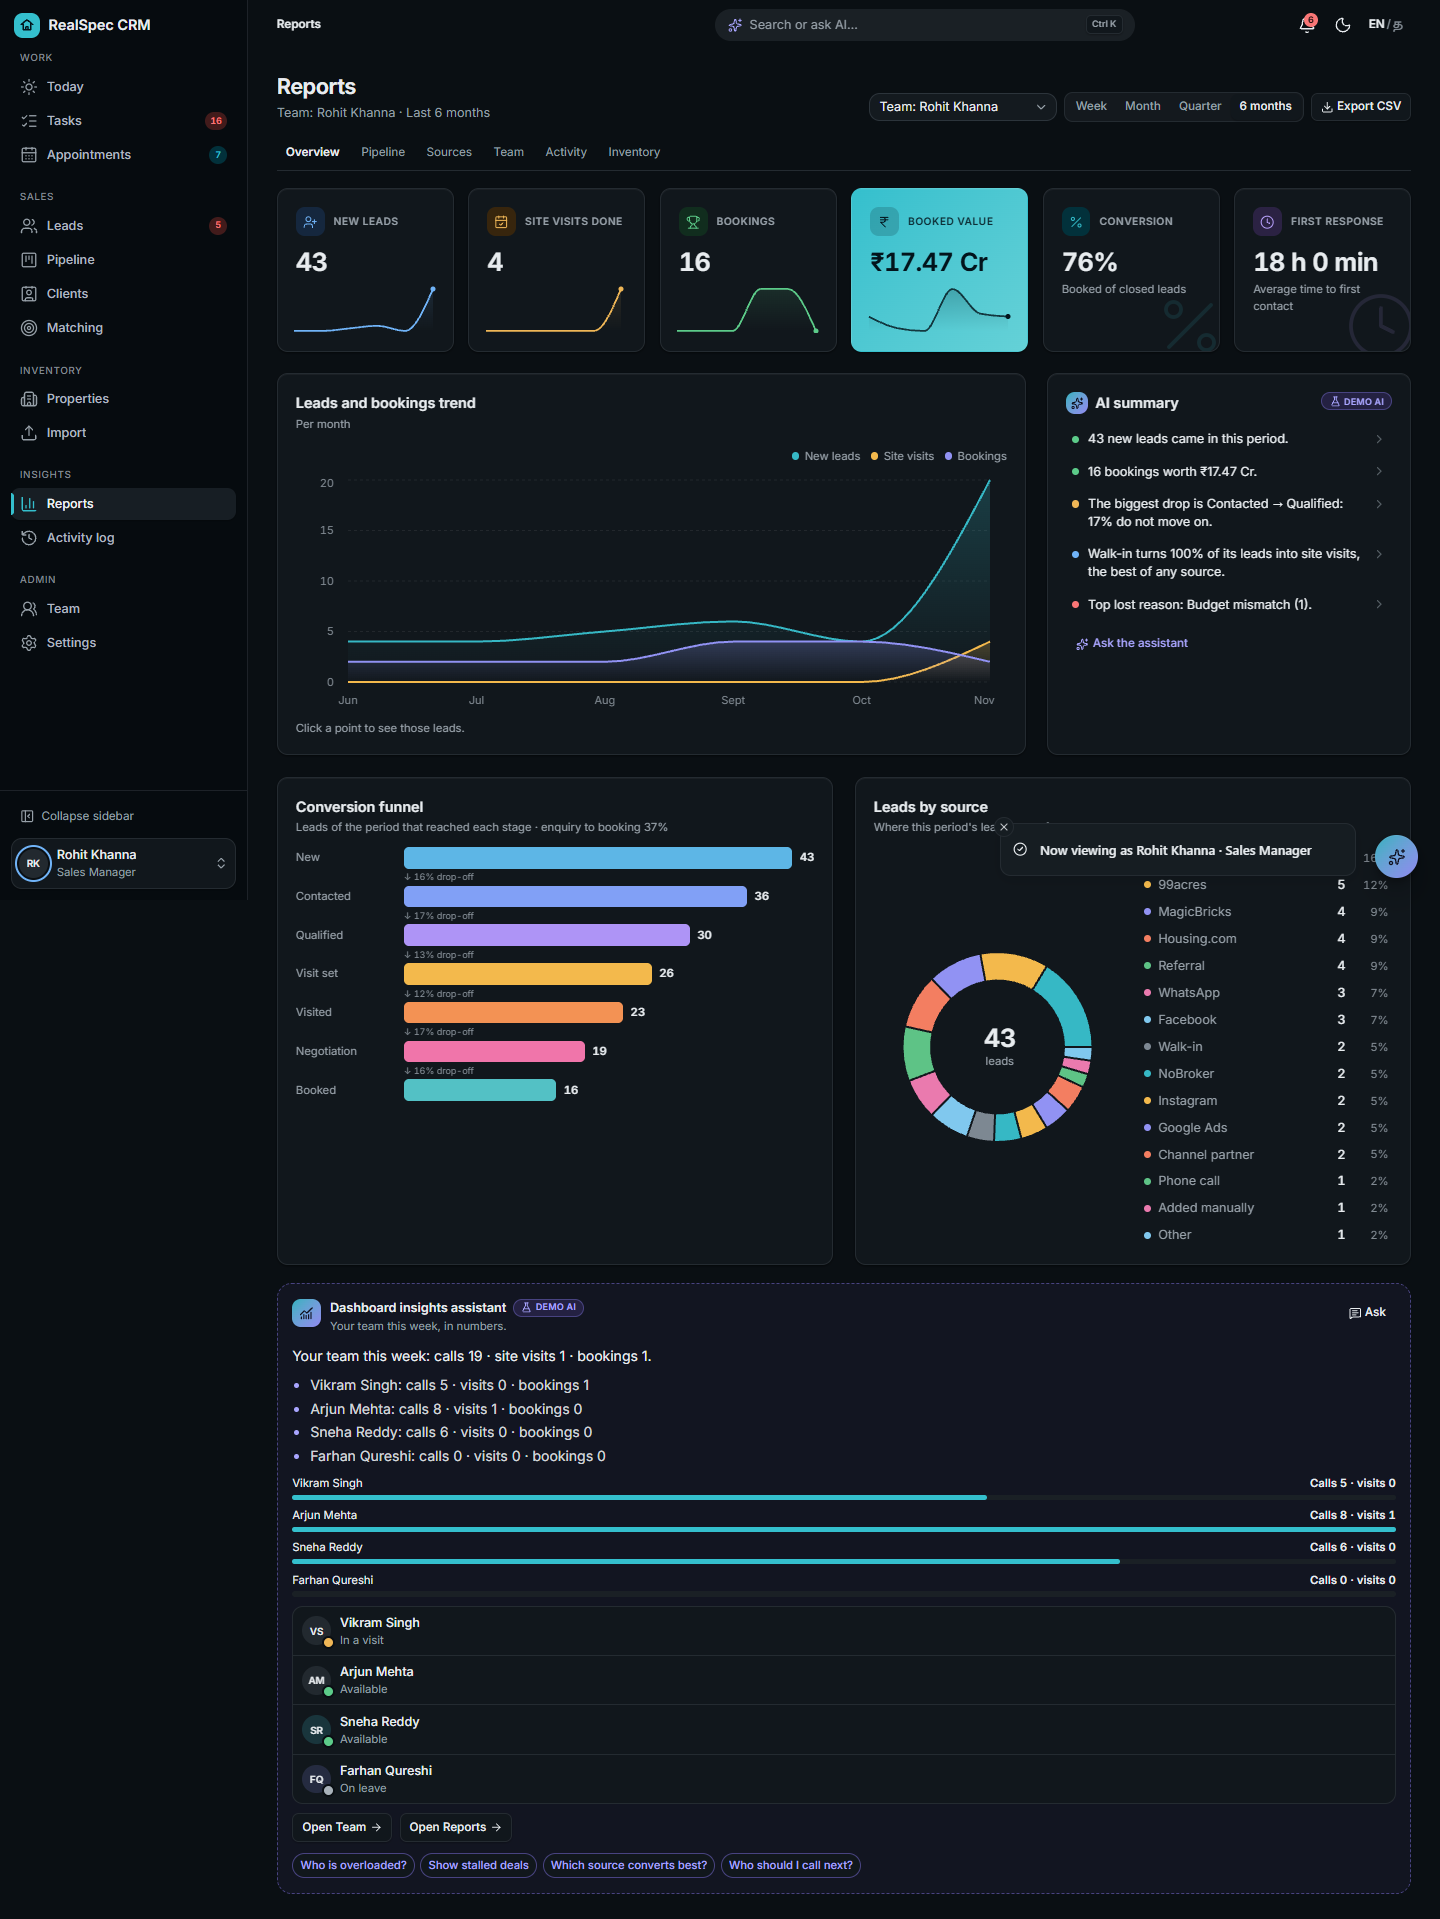 RealSpec CRM
WORK
Today
Tasks
16
Appointments
7
SALES
Leads
5
Pipeline
Clients
Matching
INVENTORY
Properties
Import
INSIGHTS
Reports
Activity log
ADMIN
Team
Settings
Collapse sidebar
RK
Rohit Khanna
Sales Manager
Reports
Search or ask AI...
Ctrl K
6
EN / த
Reports
Team: Rohit Khanna · Last 6 months
Team: Rohit Khanna
Week
Month
Quarter
6 months
Export CSV
Overview
Pipeline
Sources
Team
Activity
Inventory
NEW LEADS
43
SITE VISITS DONE
4
BOOKINGS
16
₹
BOOKED VALUE
₹17.47 Cr
CONVERSION
76%
Booked of closed leads
FIRST RESPONSE
18 h 0 min
Average time to first
contact
Leads and bookings trend
Per month
New leads
Site visits
Bookings
20
15
10
5
0
Jun
Jul
Aug
Sept
Oct
Nov
Click a point to see those leads.
AI summary
DEMO AI
43 new leads came in this period.
16 bookings worth ₹17.47 Cr.
The biggest drop is Contacted → Qualified:
17% do not move on.
Walk-in turns 100% of its leads into site visits,
the best of any source.
Top lost reason: Budget mismatch (1).
Ask the assistant
Conversion funnel
Leads of the period that reached each stage · enquiry to booking 37%
New
43
↓ 16% drop-off
Contacted
36
↓ 17% drop-off
Qualified
30
↓ 13% drop-off
Visit set
26
↓ 12% drop-off
Visited
23
↓ 17% drop-off
Negotiation
19
↓ 16% drop-off
Booked
16
Leads by source
Where this period's
Now viewing as Rohit Khanna · Sales Manager
43
leads
99acres 5 12%
MagicBricks 4 9%
Housing.com 4 9%
Referral 4 9%
WhatsApp 3 7%
Facebook 3 7%
Walk-in 2 5%
NoBroker 2 5%
Instagram 2 5%
Google Ads 2 5%
Channel partner 2 5%
Phone call 1 2%
Added manually 1 2%
Other 1 2%
Dashboard insights assistant
DEMO AI
Your team this week, in numbers.
Ask
Your team this week: calls 19 · site visits 1 · bookings 1.
• Vikram Singh: calls 5 · visits 0 · bookings 1
• Arjun Mehta: calls 8 · visits 1 · bookings 0
• Sneha Reddy: calls 6 · visits 0 · bookings 0
• Farhan Qureshi: calls 0 · visits 0 · bookings 0
Vikram Singh
Calls 5 · visits 0
Arjun Mehta
Calls 8 · visits 1
Sneha Reddy
Calls 6 · visits 0
Farhan Qureshi
Calls 0 · visits 0
VS
Vikram Singh
In a visit
AM
Arjun Mehta
Available
SR
Sneha Reddy
Available
FQ
Farhan Qureshi
On leave
Open Team →
Open Reports →
Who is overloaded?
Show stalled deals
Which source converts best?
Who should I call next?